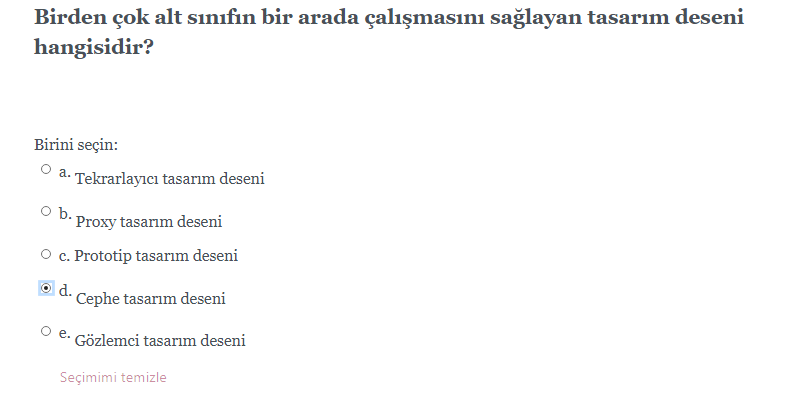 Birden çok alt sınıfın bir arada çalışmasını sağlayan tasarım deseni
hangisidir?
Birini seçin:
a. Tekrarlayıcı tasarım deseni
b. Proxy tasarım deseni
c. Prototip tasarım deseni
d. Cephe tasarım deseni
e. Gözlemci tasarım deseni
Seçimimi temizle